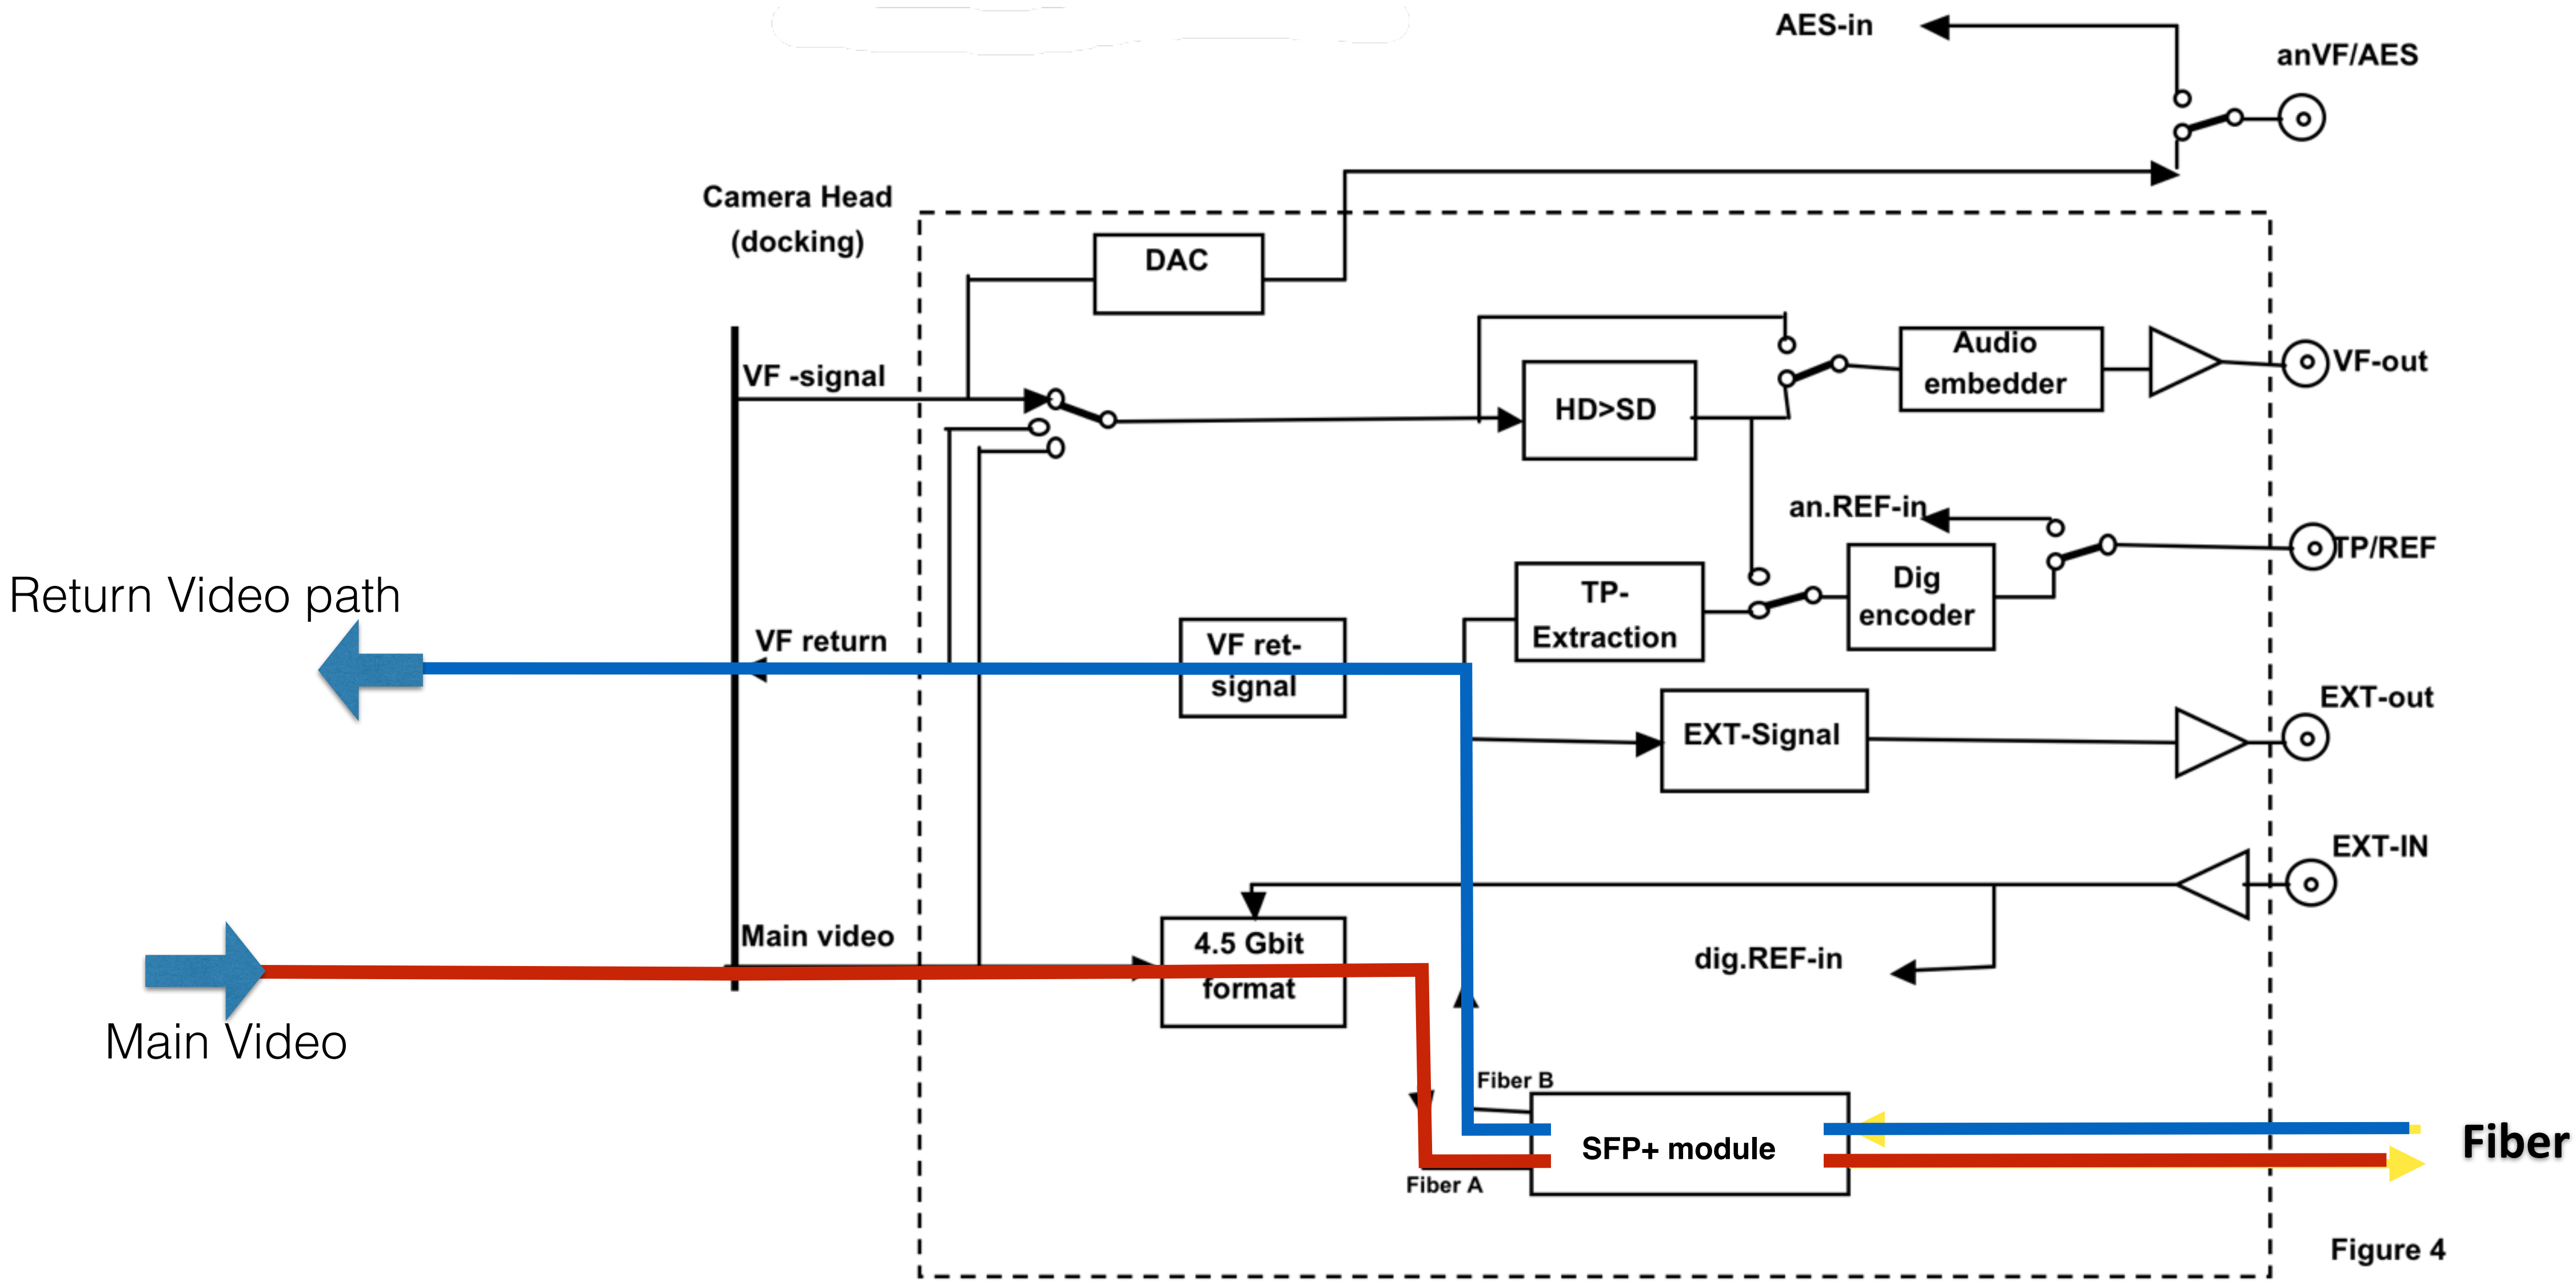 AES-in
anVF/AES
Camera Head
(docking)
DAC
VF -signal
HD>SD
Audio
embedder
VF-out
an.REF-in
TP/REF
Return Video path
VF return
VF ret-
signal
TP-
Extraction
Dig
encoder
EXT-Signal
EXT-out
EXT-IN
Main video
4.5 Gbit
format
dig.REF-in
Main Video
Fiber B
SFP+ module
Fiber
Fiber A
Figure 4